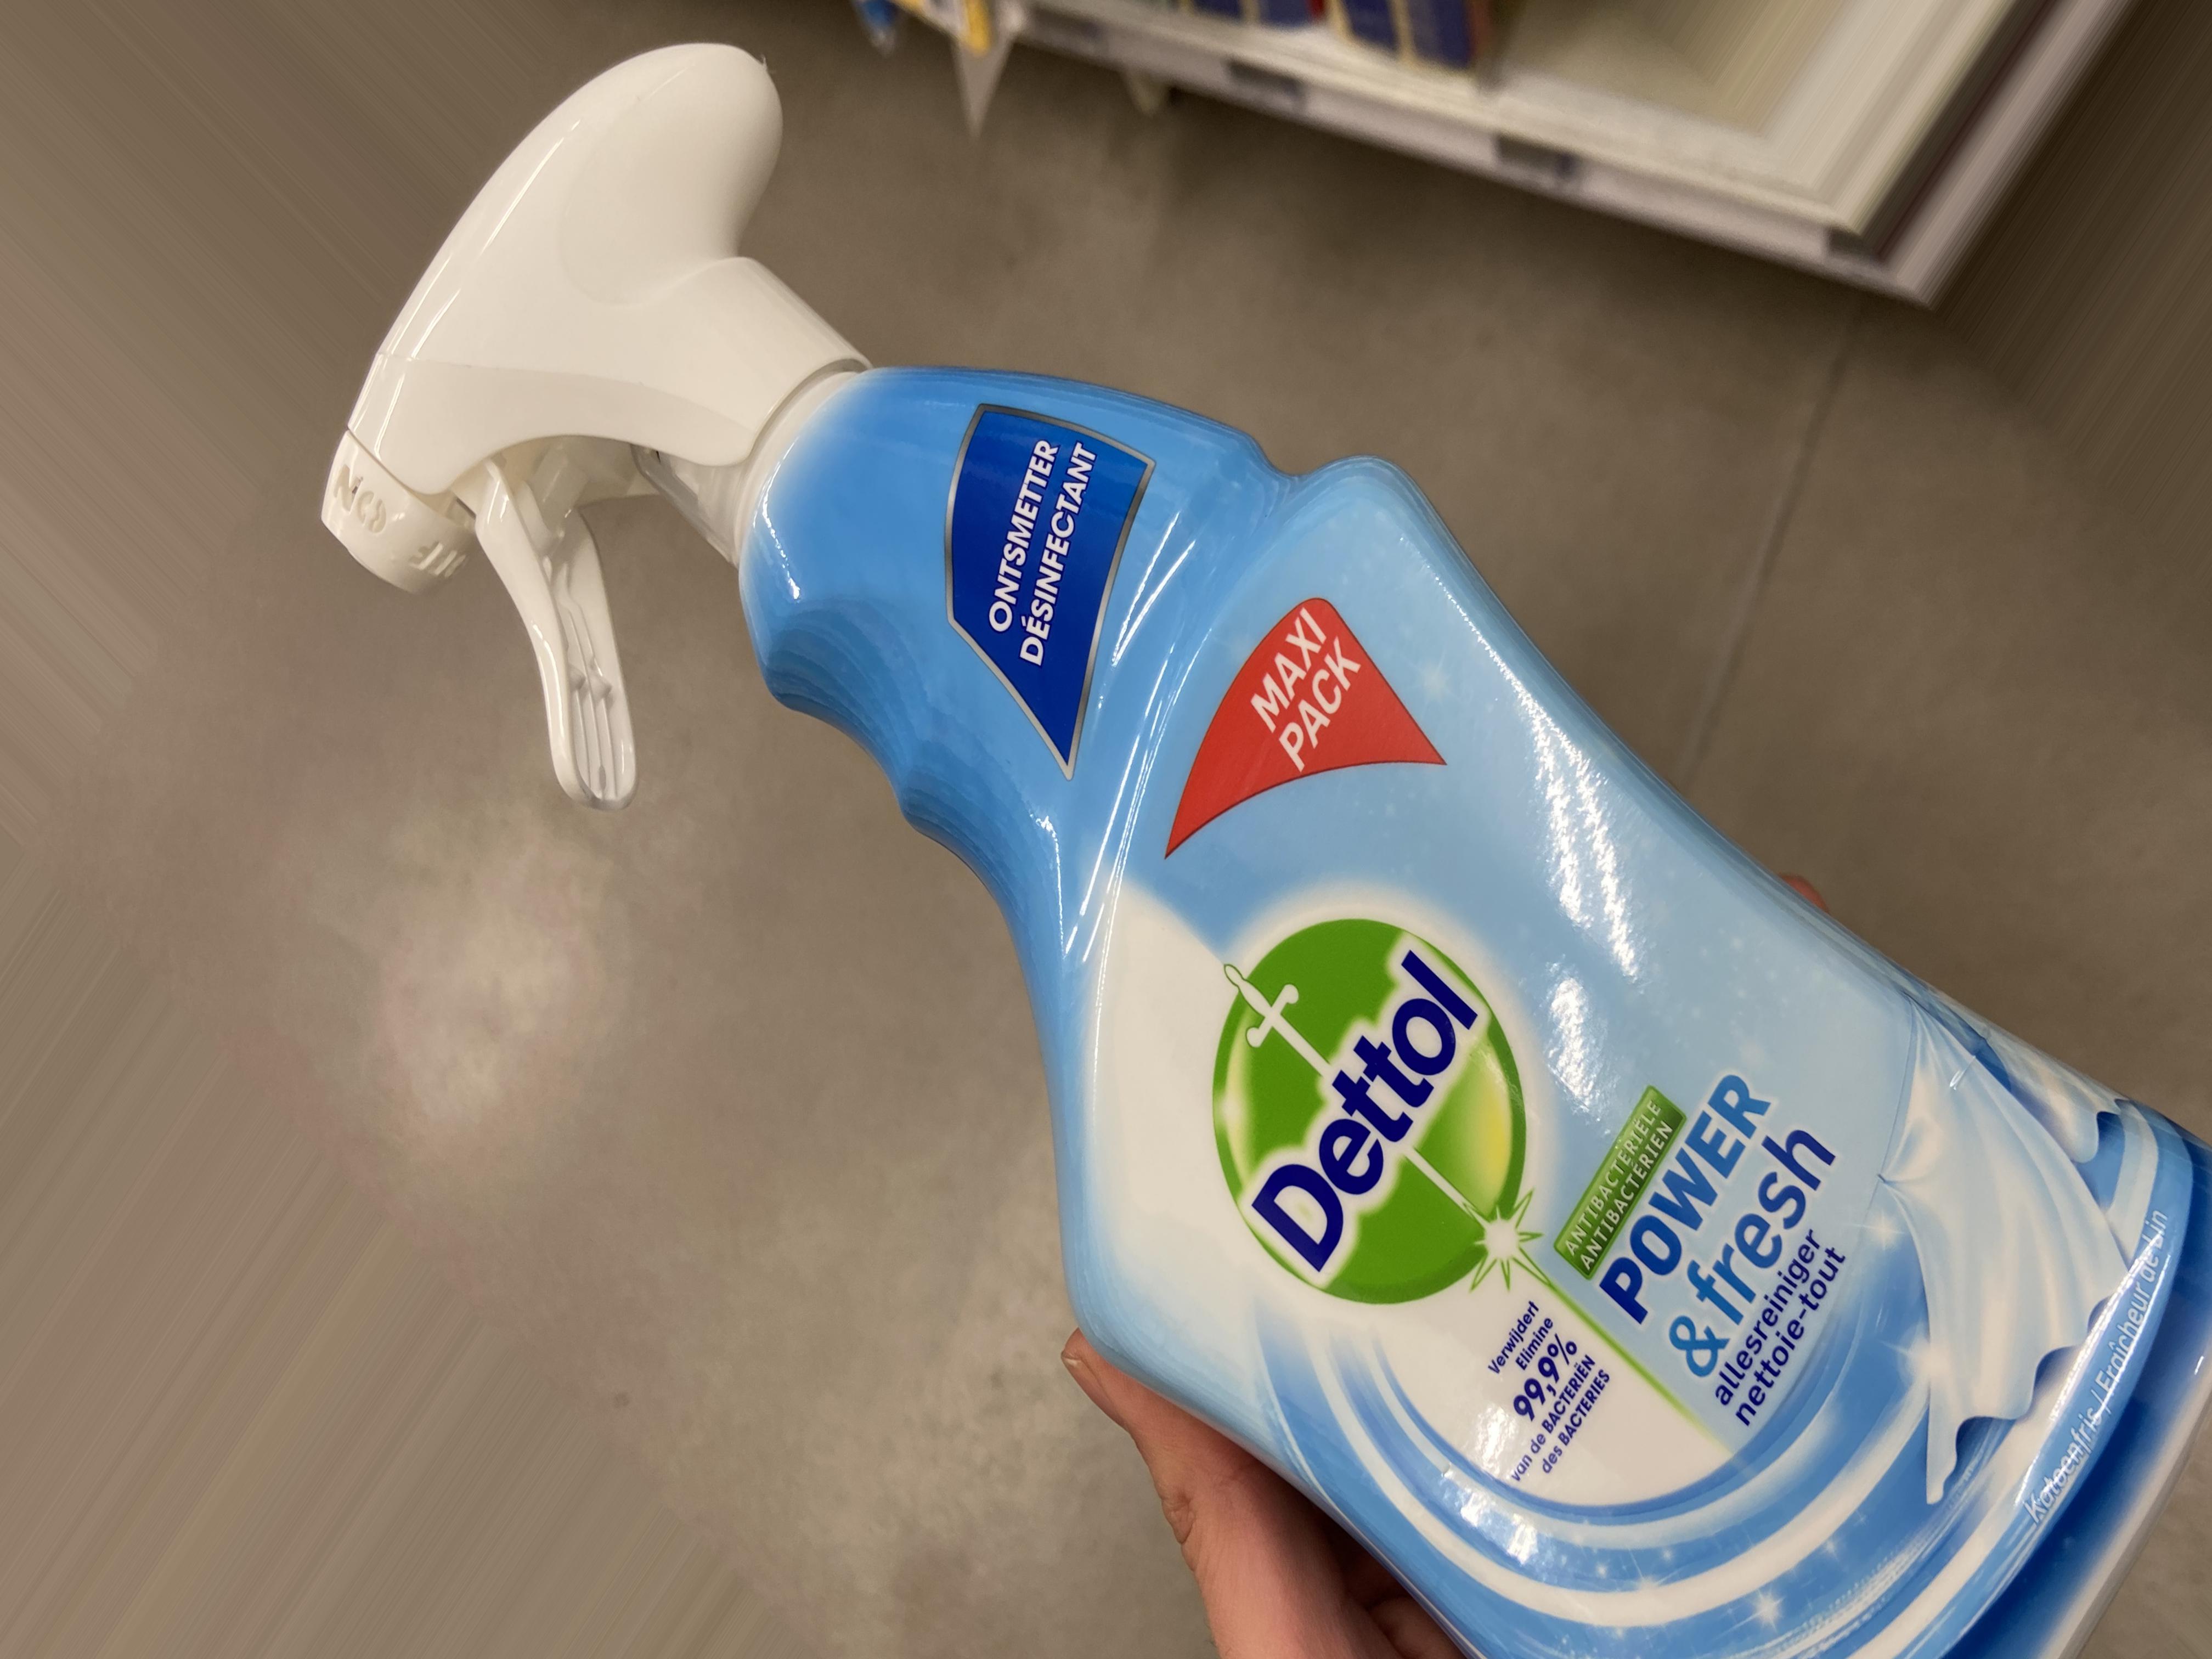 ONTSMETTER
DÉSINFECTANT
MAXI
PACK
Dettol
ANTIBACTERIËLE
ANTIBACTÉRIEN
POWER
& fresh
allesreiniger
nettoie-tout
Verwijdert
Elimine
99,9%
van de BACTERIËN
des BACTERIES
Katoenfris / Fraîcheur de Lin